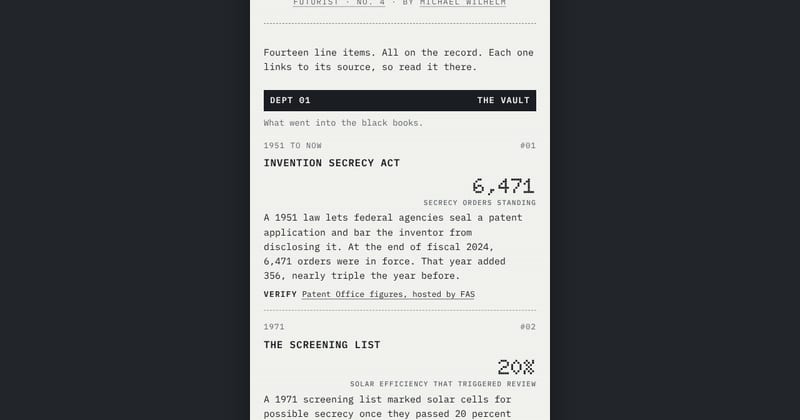 FUTURIST · NO. 4 · BY MICHAEL WILHELM
Fourteen line items. All on the record. Each one
links to its source, so read it there.
DEPT 01 THE VAULT
What went into the black books.
1951 TO NOW #01
INVENTION SECRECY ACT
6,471
SECRECY ORDERS STANDING
A 1951 law lets federal agencies seal a patent
application and bar the inventor from
disclosing it. At the end of fiscal 2024,
6,471 orders were in force. That year added
356, nearly triple the year before.
VERIFY Patent Office figures, hosted by FAS
1971 #02
THE SCREENING LIST
20%
SOLAR EFFICIENCY THAT TRIGGERED REVIEW
A 1971 screening list marked solar cells for
possible secrecy once they passed 20 percent